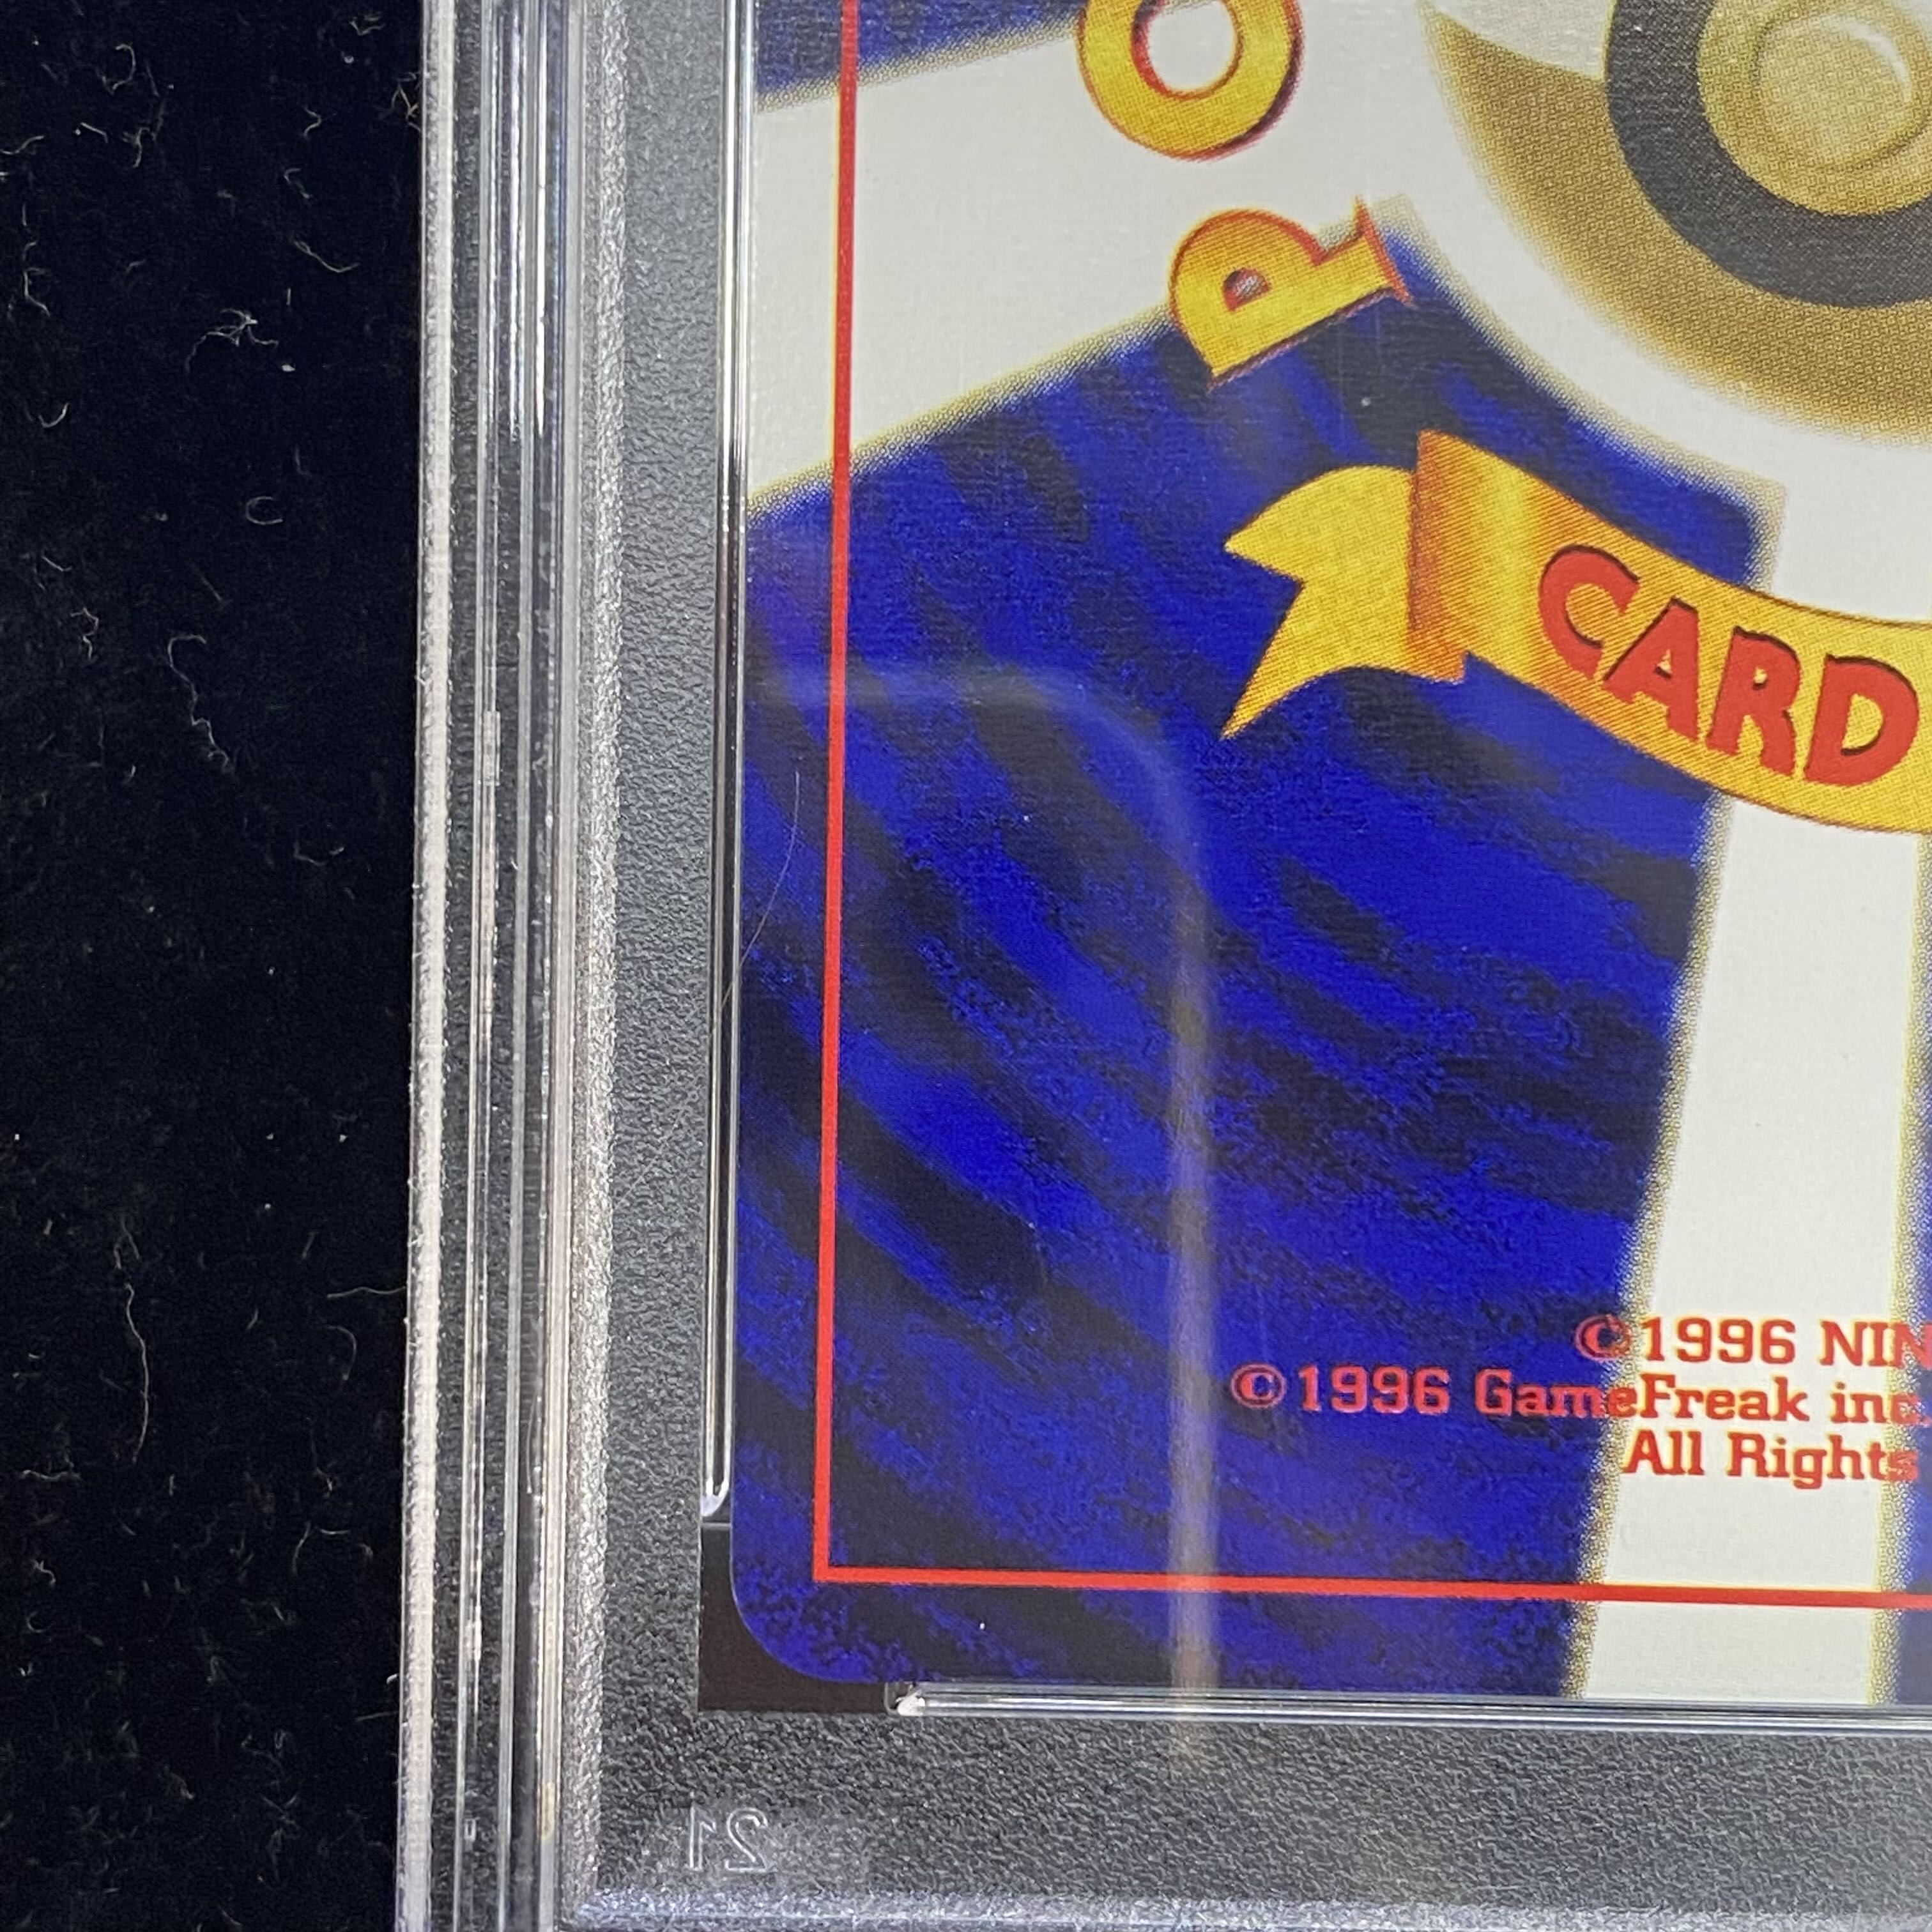 PO
CARD
©1996 NIN
©1996 GameFreak inc.
All Rights
21